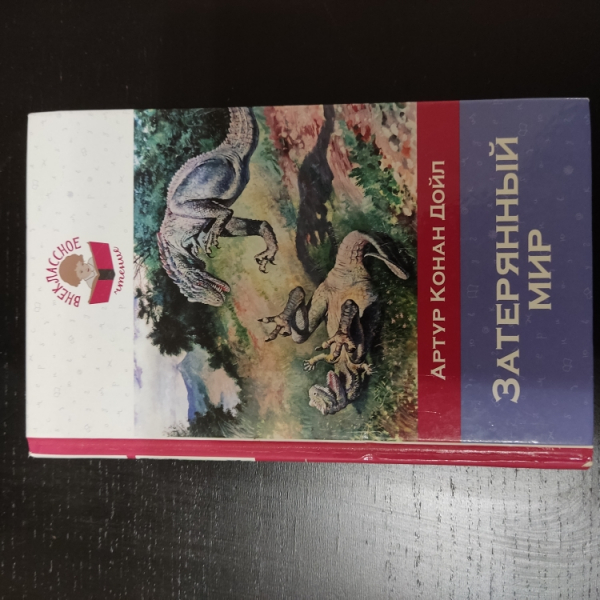 ВНЕКЛАССНОЕ
чтение
АРТУР КОНАН ДОЙЛ
ЗАТЕРЯННЫЙ
МИР